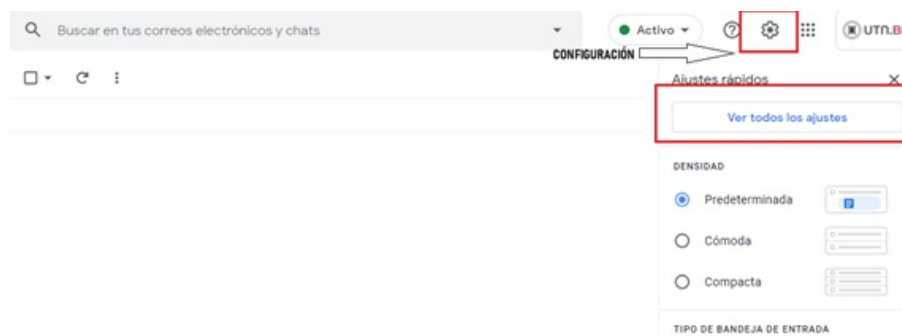 Buscar en tus correos electrónicos y chats
Activo
UTN.B
CONFIGURACIÓN
Ajustes rápidos
Ver todos los ajustes
DENSIDAD
Predeterminada
Cómoda
Compacta
TIPO DE BANDEJA DE ENTRADA